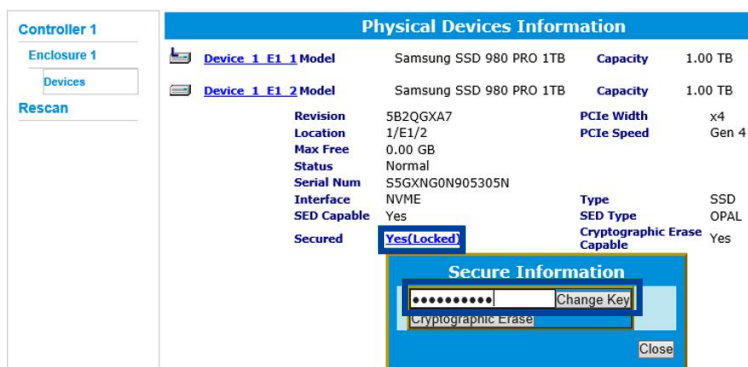 Controller 1
Enclosure 1
Devices
Rescan
Physical Devices Information
Device_1_E1_1 Model Samsung SSD 980 PRO 1TB Capacity 1.00 TB
Device_1_E1_2 Model Samsung SSD 980 PRO 1TB Capacity 1.00 TB
Revision 5B2QGXA7 PCIe Width x4
Location 1/E1/2 PCIe Speed Gen 4
Max Free 0.00 GB
Status Normal
Serial Num S5GXNG0N905305N
Interface NVME Type SSD
SED Capable Yes SED Type OPAL
Secured Yes(Locked) Cryptographic Erase Capable Yes
Secure Information
●●●●●●●●●● Change Key
Cryptographic Erase
Close